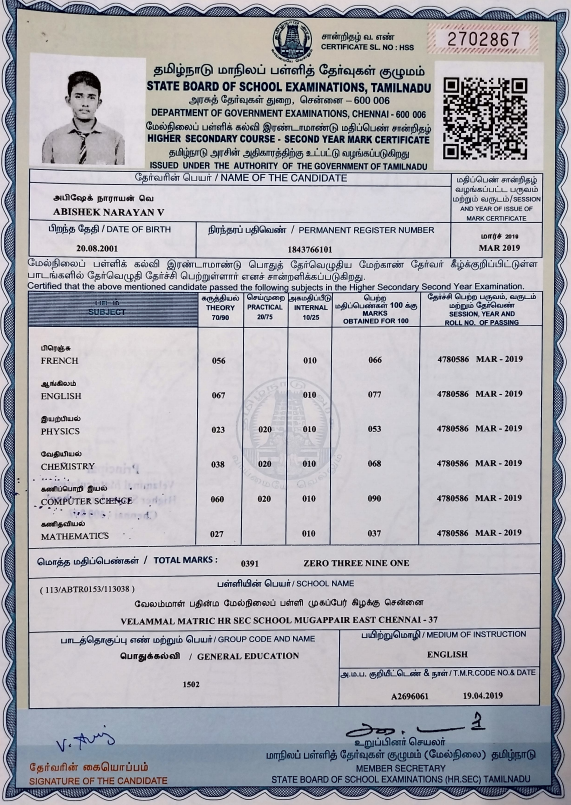 சான்றிதழ் வ. எண்
CERTIFICATE SL. NO : HSS
2702867
தமிழ்நாடு மாநிலப் பள்ளித் தேர்வுகள் குழுமம்
STATE BOARD OF SCHOOL EXAMINATIONS, TAMILNADU
அரசுத் தேர்வுகள் துறை, சென்னை – 600 006
DEPARTMENT OF GOVERNMENT EXAMINATIONS, CHENNAI - 600 006
மேல்நிலைப் பள்ளிக் கல்வி இரண்டாமாண்டு மதிப்பெண் சான்றிதழ்
HIGHER SECONDARY COURSE - SECOND YEAR MARK CERTIFICATE
தமிழ்நாடு அரசின் அதிகாரத்திற்கு உட்பட்டு வழங்கப்படுகிறது
ISSUED UNDER THE AUTHORITY OF THE GOVERNMENT OF TAMILNADU
தேர்வரின் பெயர் / NAME OF THE CANDIDATE
அபிஷேக் நாராயன் வெ
ABISHEK NARAYAN V
மதிப்பெண் சான்றிதழ்
வழங்கப்பட்ட பருவம்
மற்றும் வருடம்/SESSION
AND YEAR OF ISSUE OF
MARK CERTIFICATE
மார்ச் 2019
MAR 2019
பிறந்த தேதி / DATE OF BIRTH
20.08.2001
நிரந்தரப் பதிவெண் / PERMANENT REGISTER NUMBER
1843766101
மேல்நிலைப் பள்ளிக் கல்வி இரண்டாமாண்டு பொதுத் தேர்வெழுதிய மேற்காண் தேர்வர் கீழ்க்குறிப்பிட்டுள்ள
பாடங்களில் தேர்வெழுதி தேர்ச்சி பெற்றுள்ளார் எனச் சான்றளிக்கப்படுகிறது.
Certified that the above mentioned candidate passed the following subjects in the Higher Secondary Second Year Examination.
பாடம் SUBJECT
கருத்தியல் THEORY 70/90
செய்முறை PRACTICAL 20/75
அகமதிப்பீடு INTERNAL 10/25
பெற்ற மதிப்பெண்கள் 100 க்கு MARKS OBTAINED FOR 100
தேர்ச்சி பெற்ற பருவம், வருடம் மற்றும் தேர்வெண் SESSION, YEAR AND ROLL NO. OF PASSING
பிரெஞ்சு
FRENCH 056 010 066 4780586 MAR - 2019
ஆங்கிலம்
ENGLISH 067 010 077 4780586 MAR - 2019
இயற்பியல்
PHYSICS 023 020 010 053 4780586 MAR - 2019
வேதியியல்
CHEMISTRY 038 020 010 068 4780586 MAR - 2019
கணிப்பொறி இயல்
COMPUTER SCIENCE 060 020 010 090 4780586 MAR - 2019
கணிதவியல்
MATHEMATICS 027 010 037 4780586 MAR - 2019
மொத்த மதிப்பெண்கள் / TOTAL MARKS : 0391 ZERO THREE NINE ONE
பள்ளியின் பெயர் / SCHOOL NAME
( 113/ABTR0153/113038 )
வேலம்மாள் பதின்ம மேல்நிலைப் பள்ளி முகப்பேர் கிழக்கு சென்னை
VELAMMAL MATRIC HR SEC SCHOOL MUGAPPAIR EAST CHENNAI - 37
பாடத்தொகுப்பு எண் மற்றும் பெயர் / GROUP CODE AND NAME
பொதுக்கல்வி / GENERAL EDUCATION
1502
பயிற்றுமொழி / MEDIUM OF INSTRUCTION
ENGLISH
அ.ம.ப. குறியீட்டெண் & நாள் / T.M.R.CODE NO.& DATE
A2696061 19.04.2019
தேர்வரின் கையொப்பம்
SIGNATURE OF THE CANDIDATE
உறுப்பினர் செயலர்
மாநிலப் பள்ளித் தேர்வுகள் குழுமம் (மேல்நிலை) தமிழ்நாடு
MEMBER SECRETARY
STATE BOARD OF SCHOOL EXAMINATIONS (HR.SEC) TAMILNADU